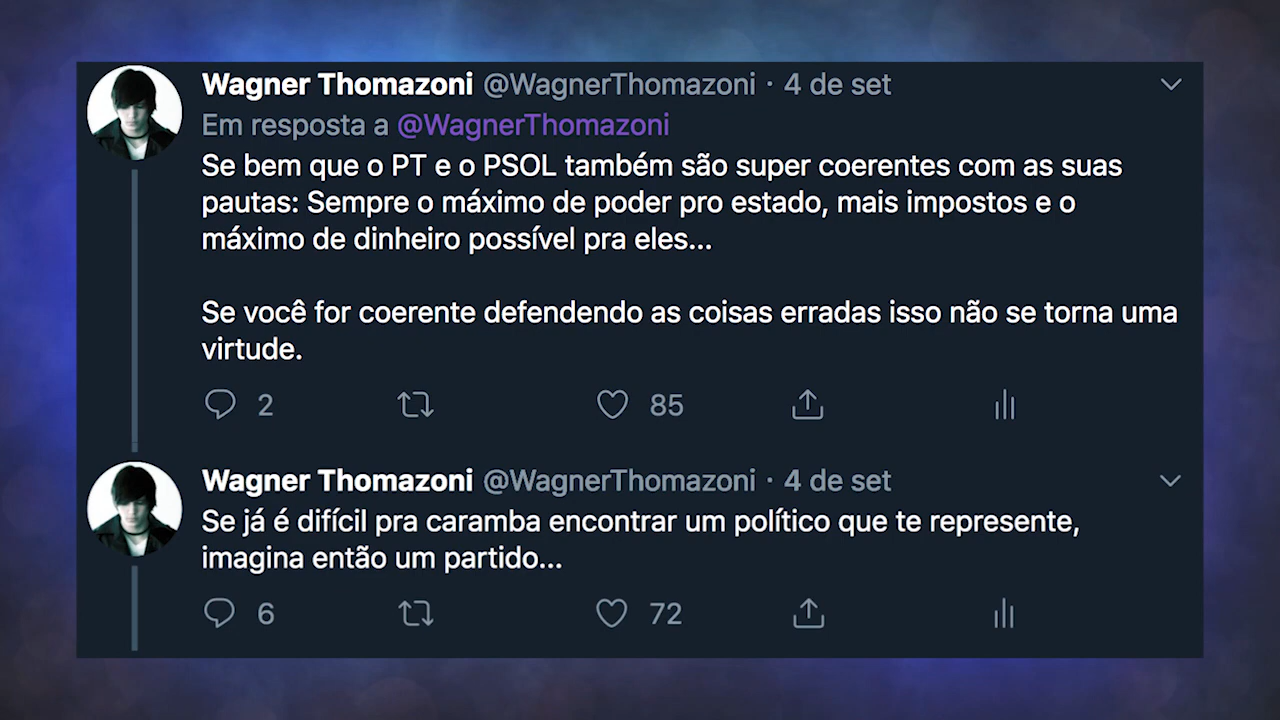 Wagner Thomazoni @WagnerThomazoni · 4 de set
Em resposta a @WagnerThomazoni
Se bem que o PT e o PSOL também são super coerentes com as suas
pautas: Sempre o máximo de poder pro estado, mais impostos e o
máximo de dinheiro possível pra eles...
Se você for coerente defendendo as coisas erradas isso não se torna uma
virtude.
2 85
Wagner Thomazoni @WagnerThomazoni · 4 de set
Se já é difícil pra caramba encontrar um político que te represente,
imagina então um partido...
6 72